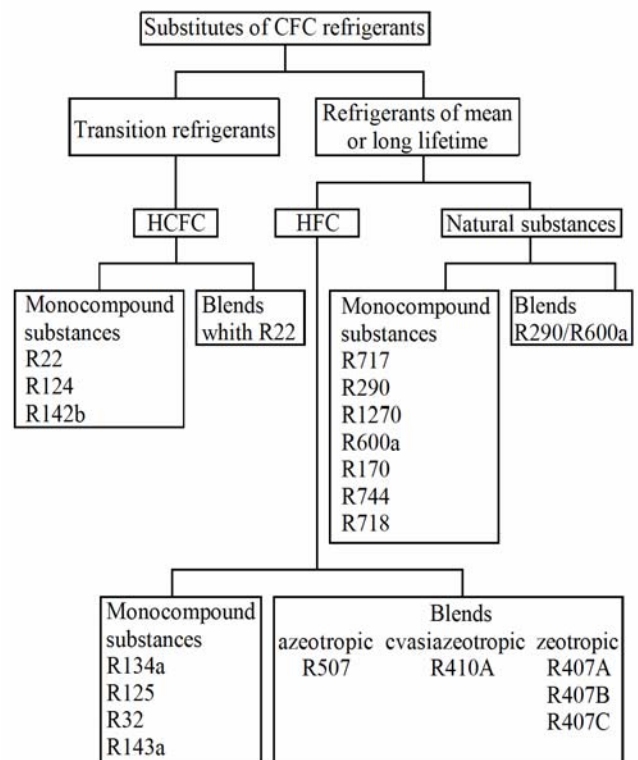 Substitutes of CFC refrigerants
Transition refrigerants
Refrigerants of mean
or long lifetime
HCFC
HFC
Natural substances
Monocompound
substances
R22
R124
R142b
Blends
whith R22
Monocompound
substances
R717
R290
R1270
R600a
R170
R744
R718
Blends
R290/R600a
Monocompound
substances
R134a
R125
R32
R143a
Blends
azeotropic cvasiazeotropic zeotropic
R507 R410A R407A
R407B
R407C